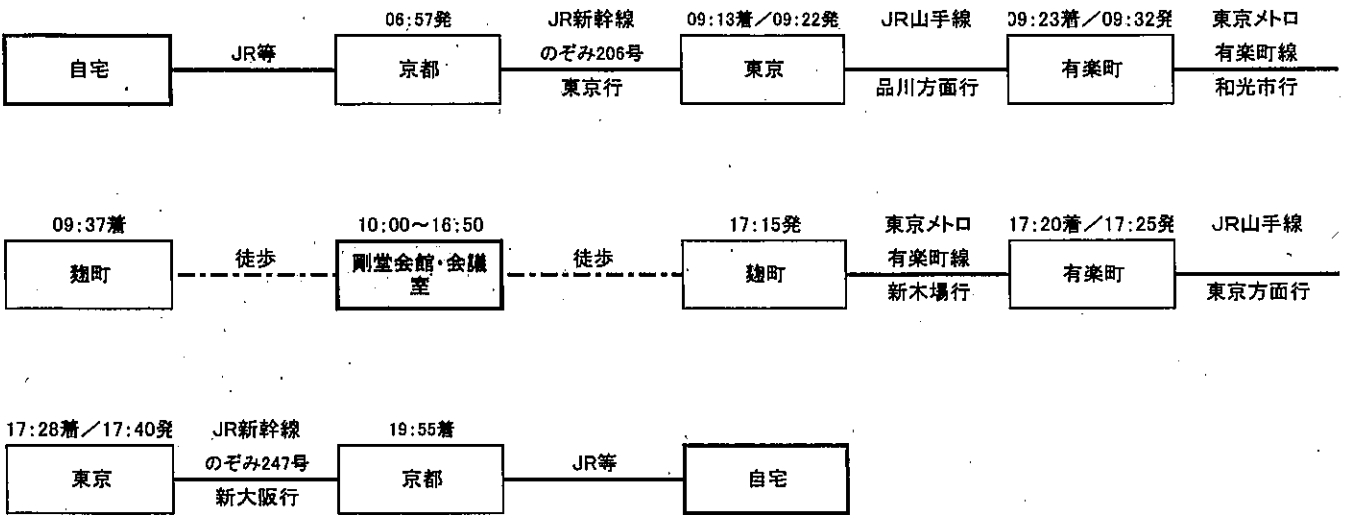 06:57発 JR新幹線 09:13着／09:22発 JR山手線 09:23着／09:32発 東京メトロ
自宅 JR等 京都 のぞみ206号 東京 有楽町 有楽町線
東京行 品川方面行 和光市行
09:37着 10:00～16:50 17:15発 東京メトロ 17:20着／17:25発 JR山手線
麹町 徒歩 剛堂会館・会議室 徒歩 麹町 有楽町線 有楽町
新木場行 東京方面行
17:28着／17:40発 JR新幹線 19:55着
東京 のぞみ247号 京都 JR等 自宅
新大阪行